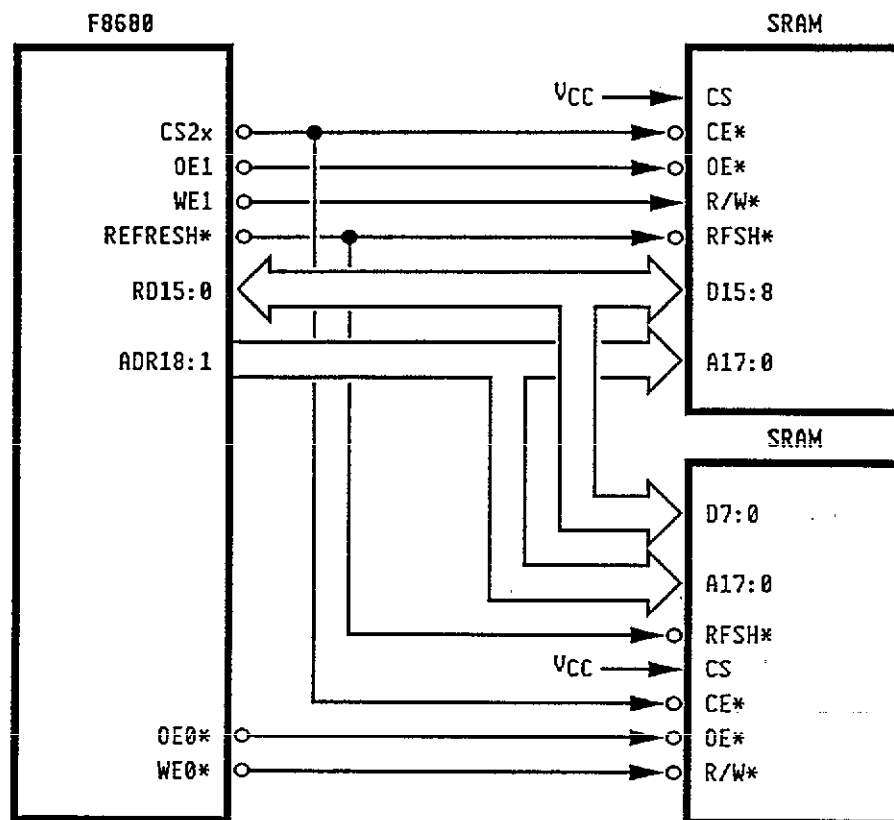 F8680
SRAM
VCC
CS
CS2x
CE*
OE1
OE*
WE1
R/W*
REFRESH*
RFSH*
RD15:0
D15:8
ADR18:1
A17:0
SRAM
D7:0
A17:0
RFSH*
VCC
CS
CE*
OE0*
OE*
WE0*
R/W*